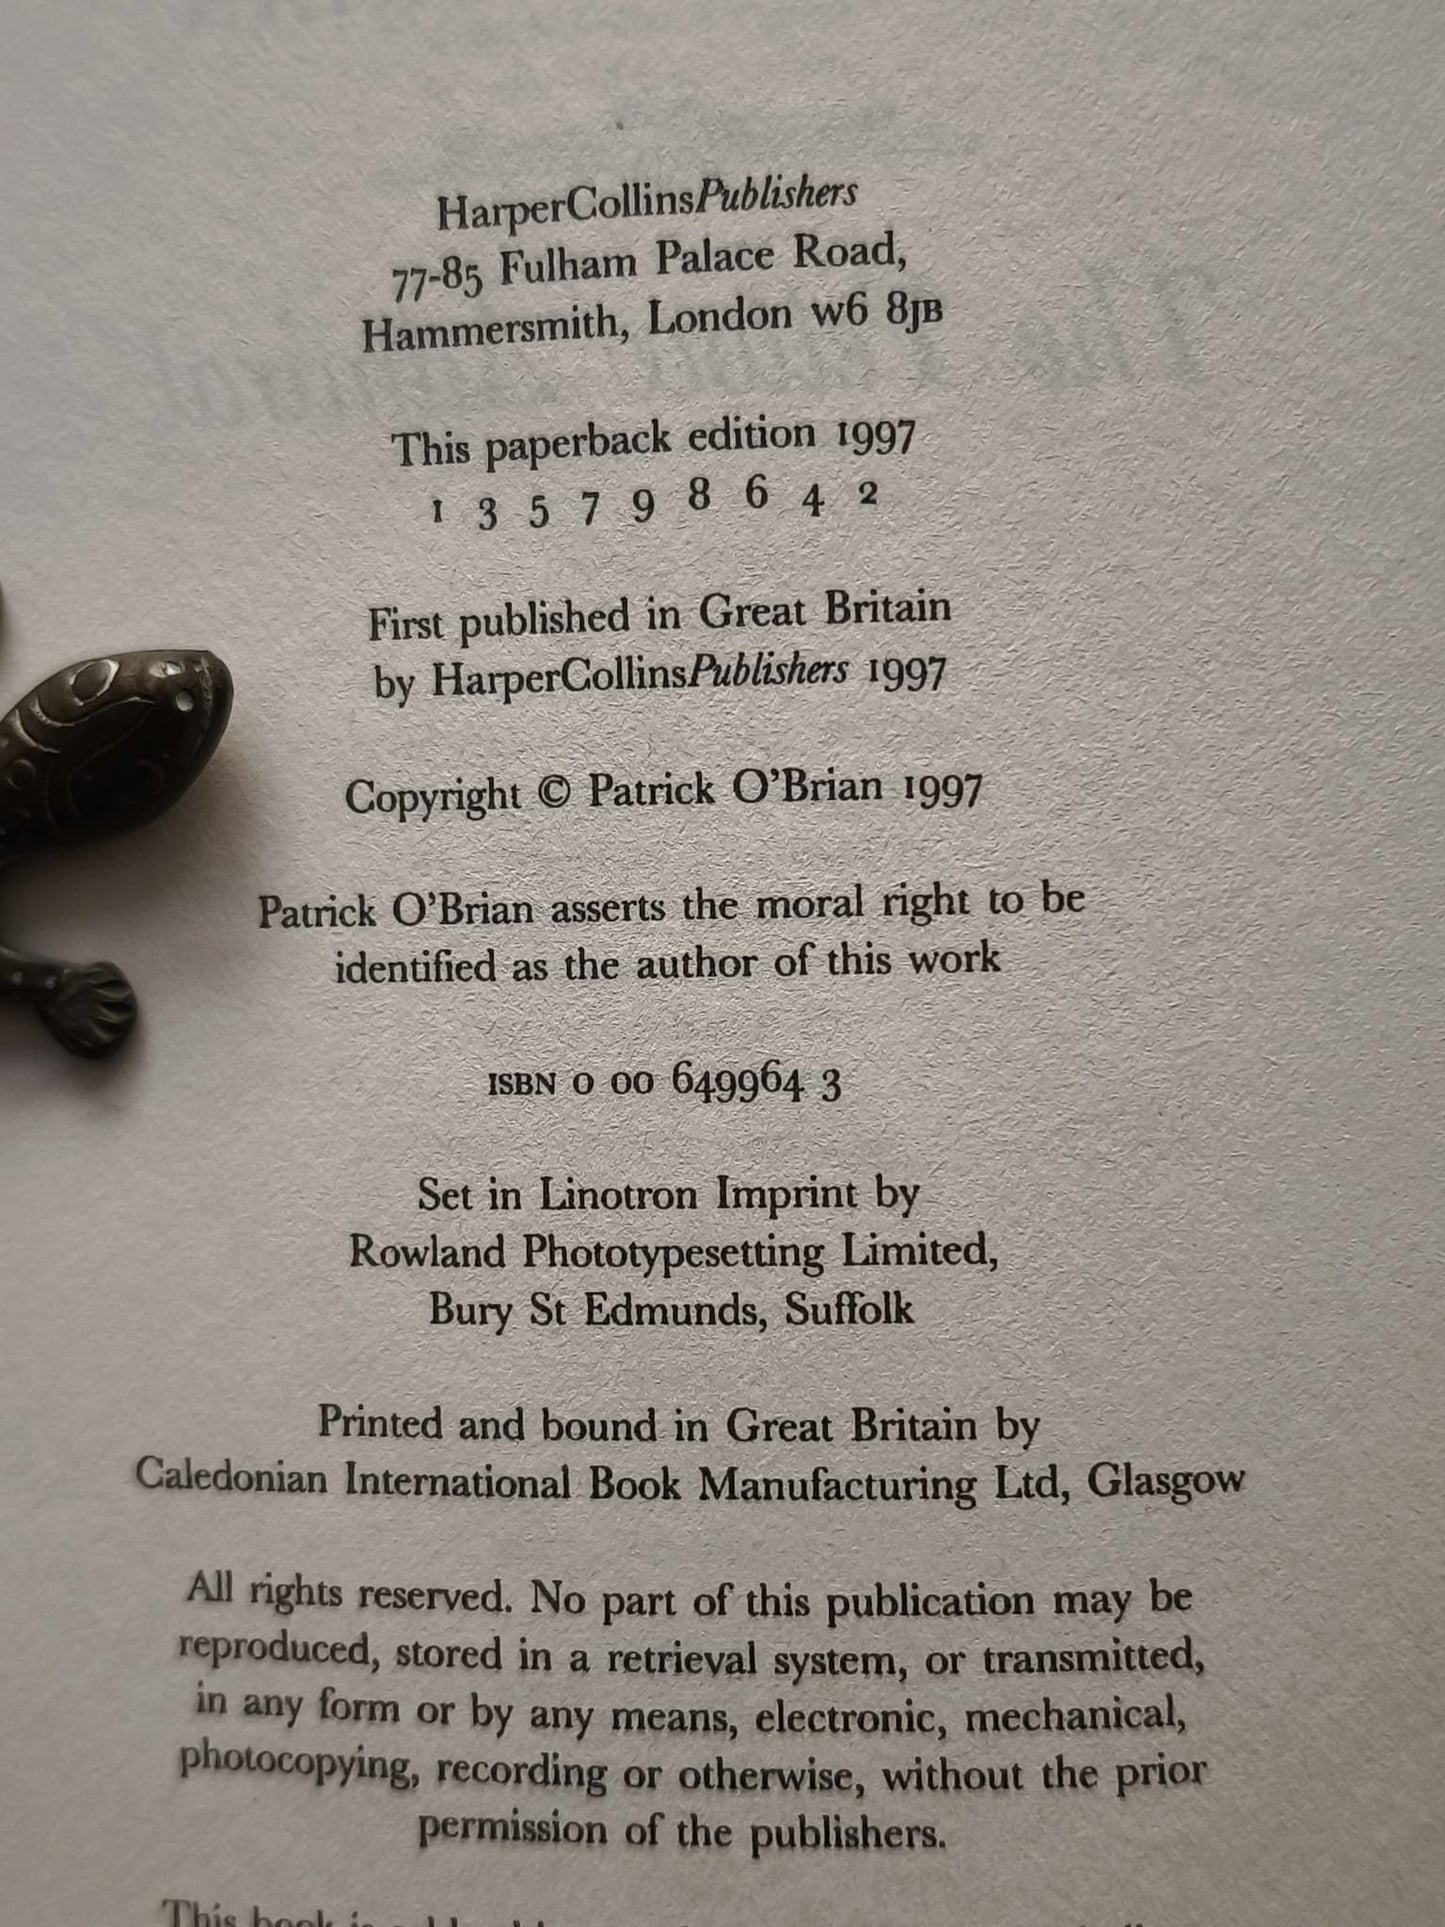 HarperCollinsPublishers
77-85 Fulham Palace Road,
Hammersmith, London W6 8JB
This paperback edition 1997
1 3 5 7 9 8 6 4 2
First published in Great Britain
by HarperCollinsPublishers 1997
Copyright © Patrick O'Brian 1997
Patrick O'Brian asserts the moral right to be
identified as the author of this work
ISBN 0 00 649964 3
Set in Linotron Imprint by
Rowland Phototypesetting Limited,
Bury St Edmunds, Suffolk
Printed and bound in Great Britain by
Caledonian International Book Manufacturing Ltd, Glasgow
All rights reserved. No part of this publication may be
reproduced, stored in a retrieval system, or transmitted,
in any form or by any means, electronic, mechanical,
photocopying, recording or otherwise, without the prior
permission of the publishers.
This book is